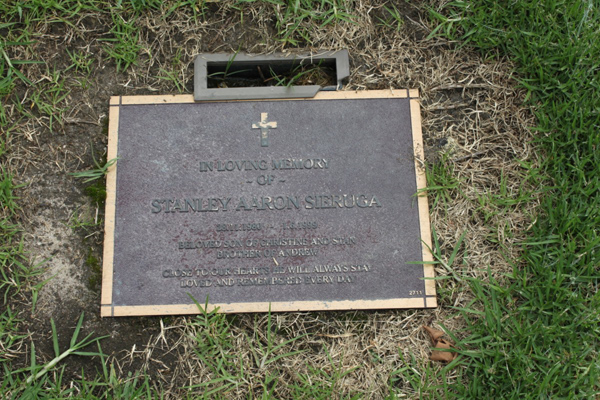 IN LOVING MEMORY
- OF -
STANLEY AARON SIERUGA
BELOVED SON OF CHRISTINE AND STAN
BROTHER OF ANDREW
CLOSE TO OUR HEARTS HE WILL ALWAYS STAY
LOVED AND REMEMBERED EVERY DAY
2711